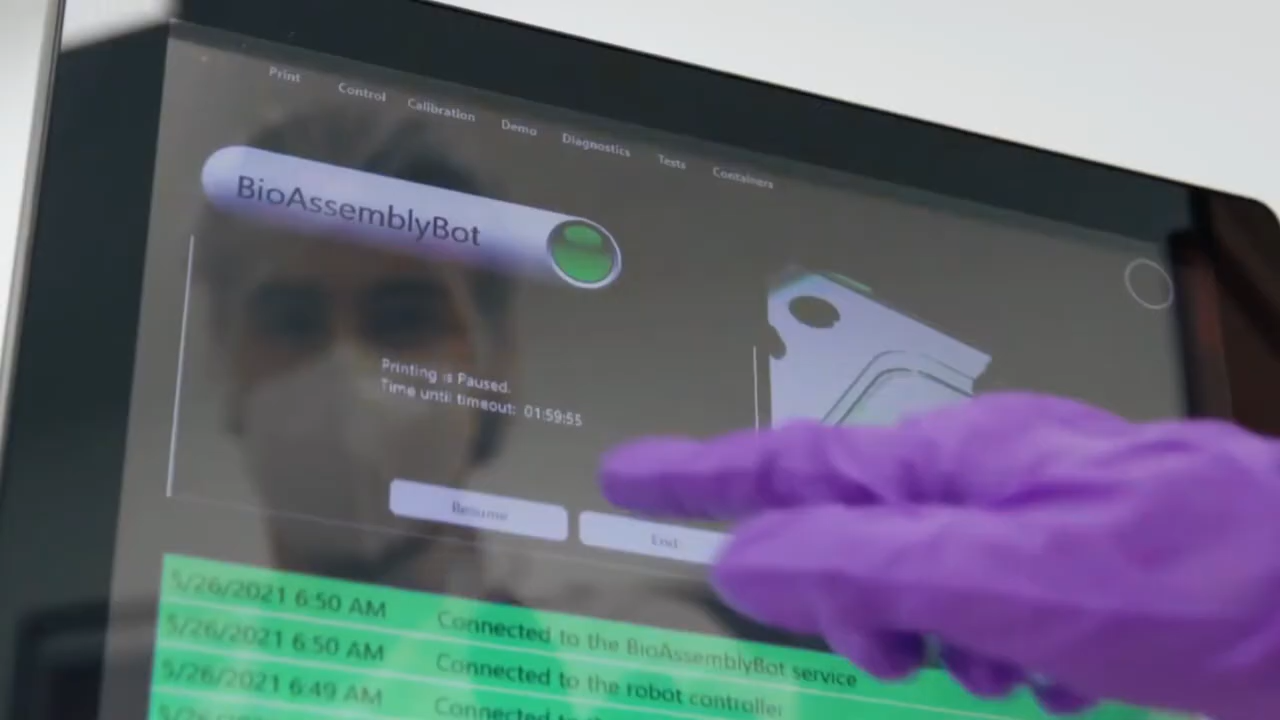 Print Control Calibration Demo Diagnostics Tests Containers
BioAssemblyBot
Printing is Paused.
Time until timeout: 01:59:55
Resume End
5/26/2021 6:50 AM Connected to the BioAssemblyBot service
5/26/2021 6:50 AM Connected to the robot controller
5/26/2021 6:49 AM Connected to